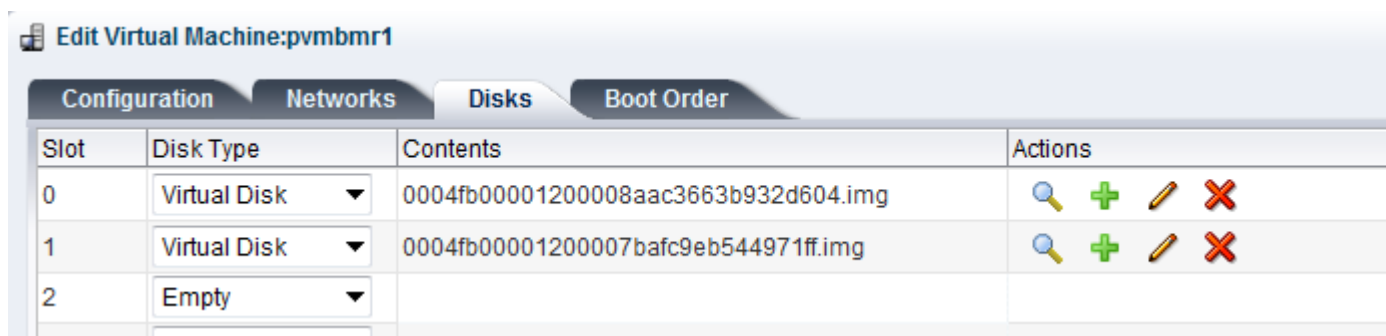 Edit Virtual Machine:pvmbmr1
Configuration Networks Disks Boot Order
Slot Disk Type Contents Actions
0 Virtual Disk 0004fb00001200008aac3663b932d604.img
1 Virtual Disk 0004fb00001200007bafc9eb544971ff.img
2 Empty